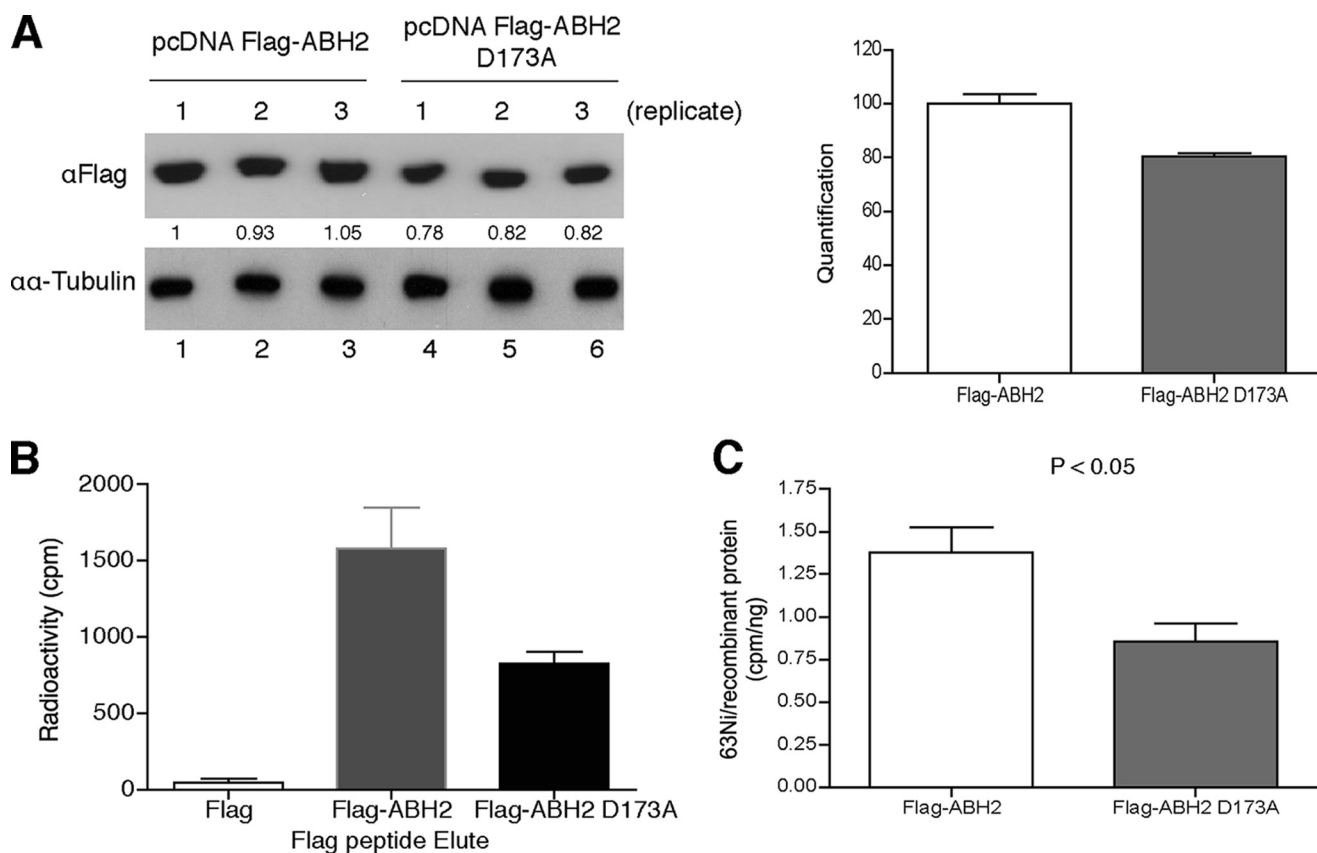 A
pcDNA Flag-ABH2
pcDNA Flag-ABH2
D173A
1 2 3 1 2 3 (replicate)
αFlag
1 0.93 1.05 0.78 0.82 0.82
αα-Tubulin
1 2 3 4 5 6
Quantification
120
100
80
60
40
20
0
Flag-ABH2 Flag-ABH2 D173A
B
Radioactivity (cpm)
2000
1500
1000
500
0
Flag Flag-ABH2 Flag-ABH2 D173A
Flag peptide Elute
C
P < 0.05
63Ni/recombinant protein
(cpm/ng)
1.75
1.50
1.25
1.00
0.75
0.50
0.25
0.00
Flag-ABH2 Flag-ABH2 D173A